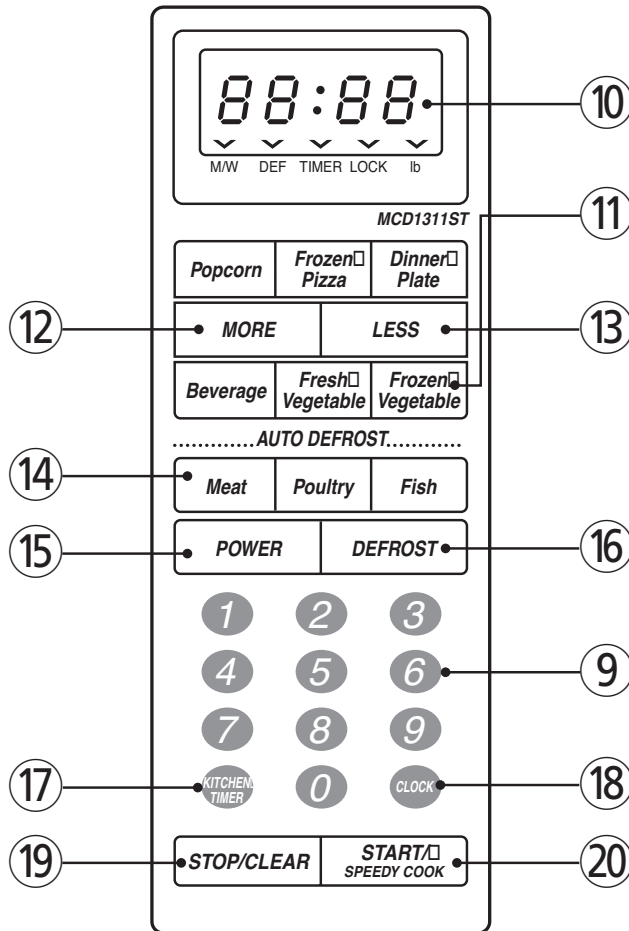 88:88
M/W DEF TIMER LOCK lb
⑩
MCD1311ST
⑪
Popcorn
Frozen□
Pizza
Dinner□
Plate
⑫
MORE
LESS
⑬
Beverage
Fresh□
Vegetable
Frozen□
Vegetable
.............AUTO DEFROST............
⑭
Meat
Poultry
Fish
⑮
POWER
DEFROST
⑯
1 2 3
4 5 6
⑨
7 8 9
⑰
KITCHEN
TIMER
0
CLOCK
⑱
⑲
STOP/CLEAR
START/□
SPEEDY COOK
⑳